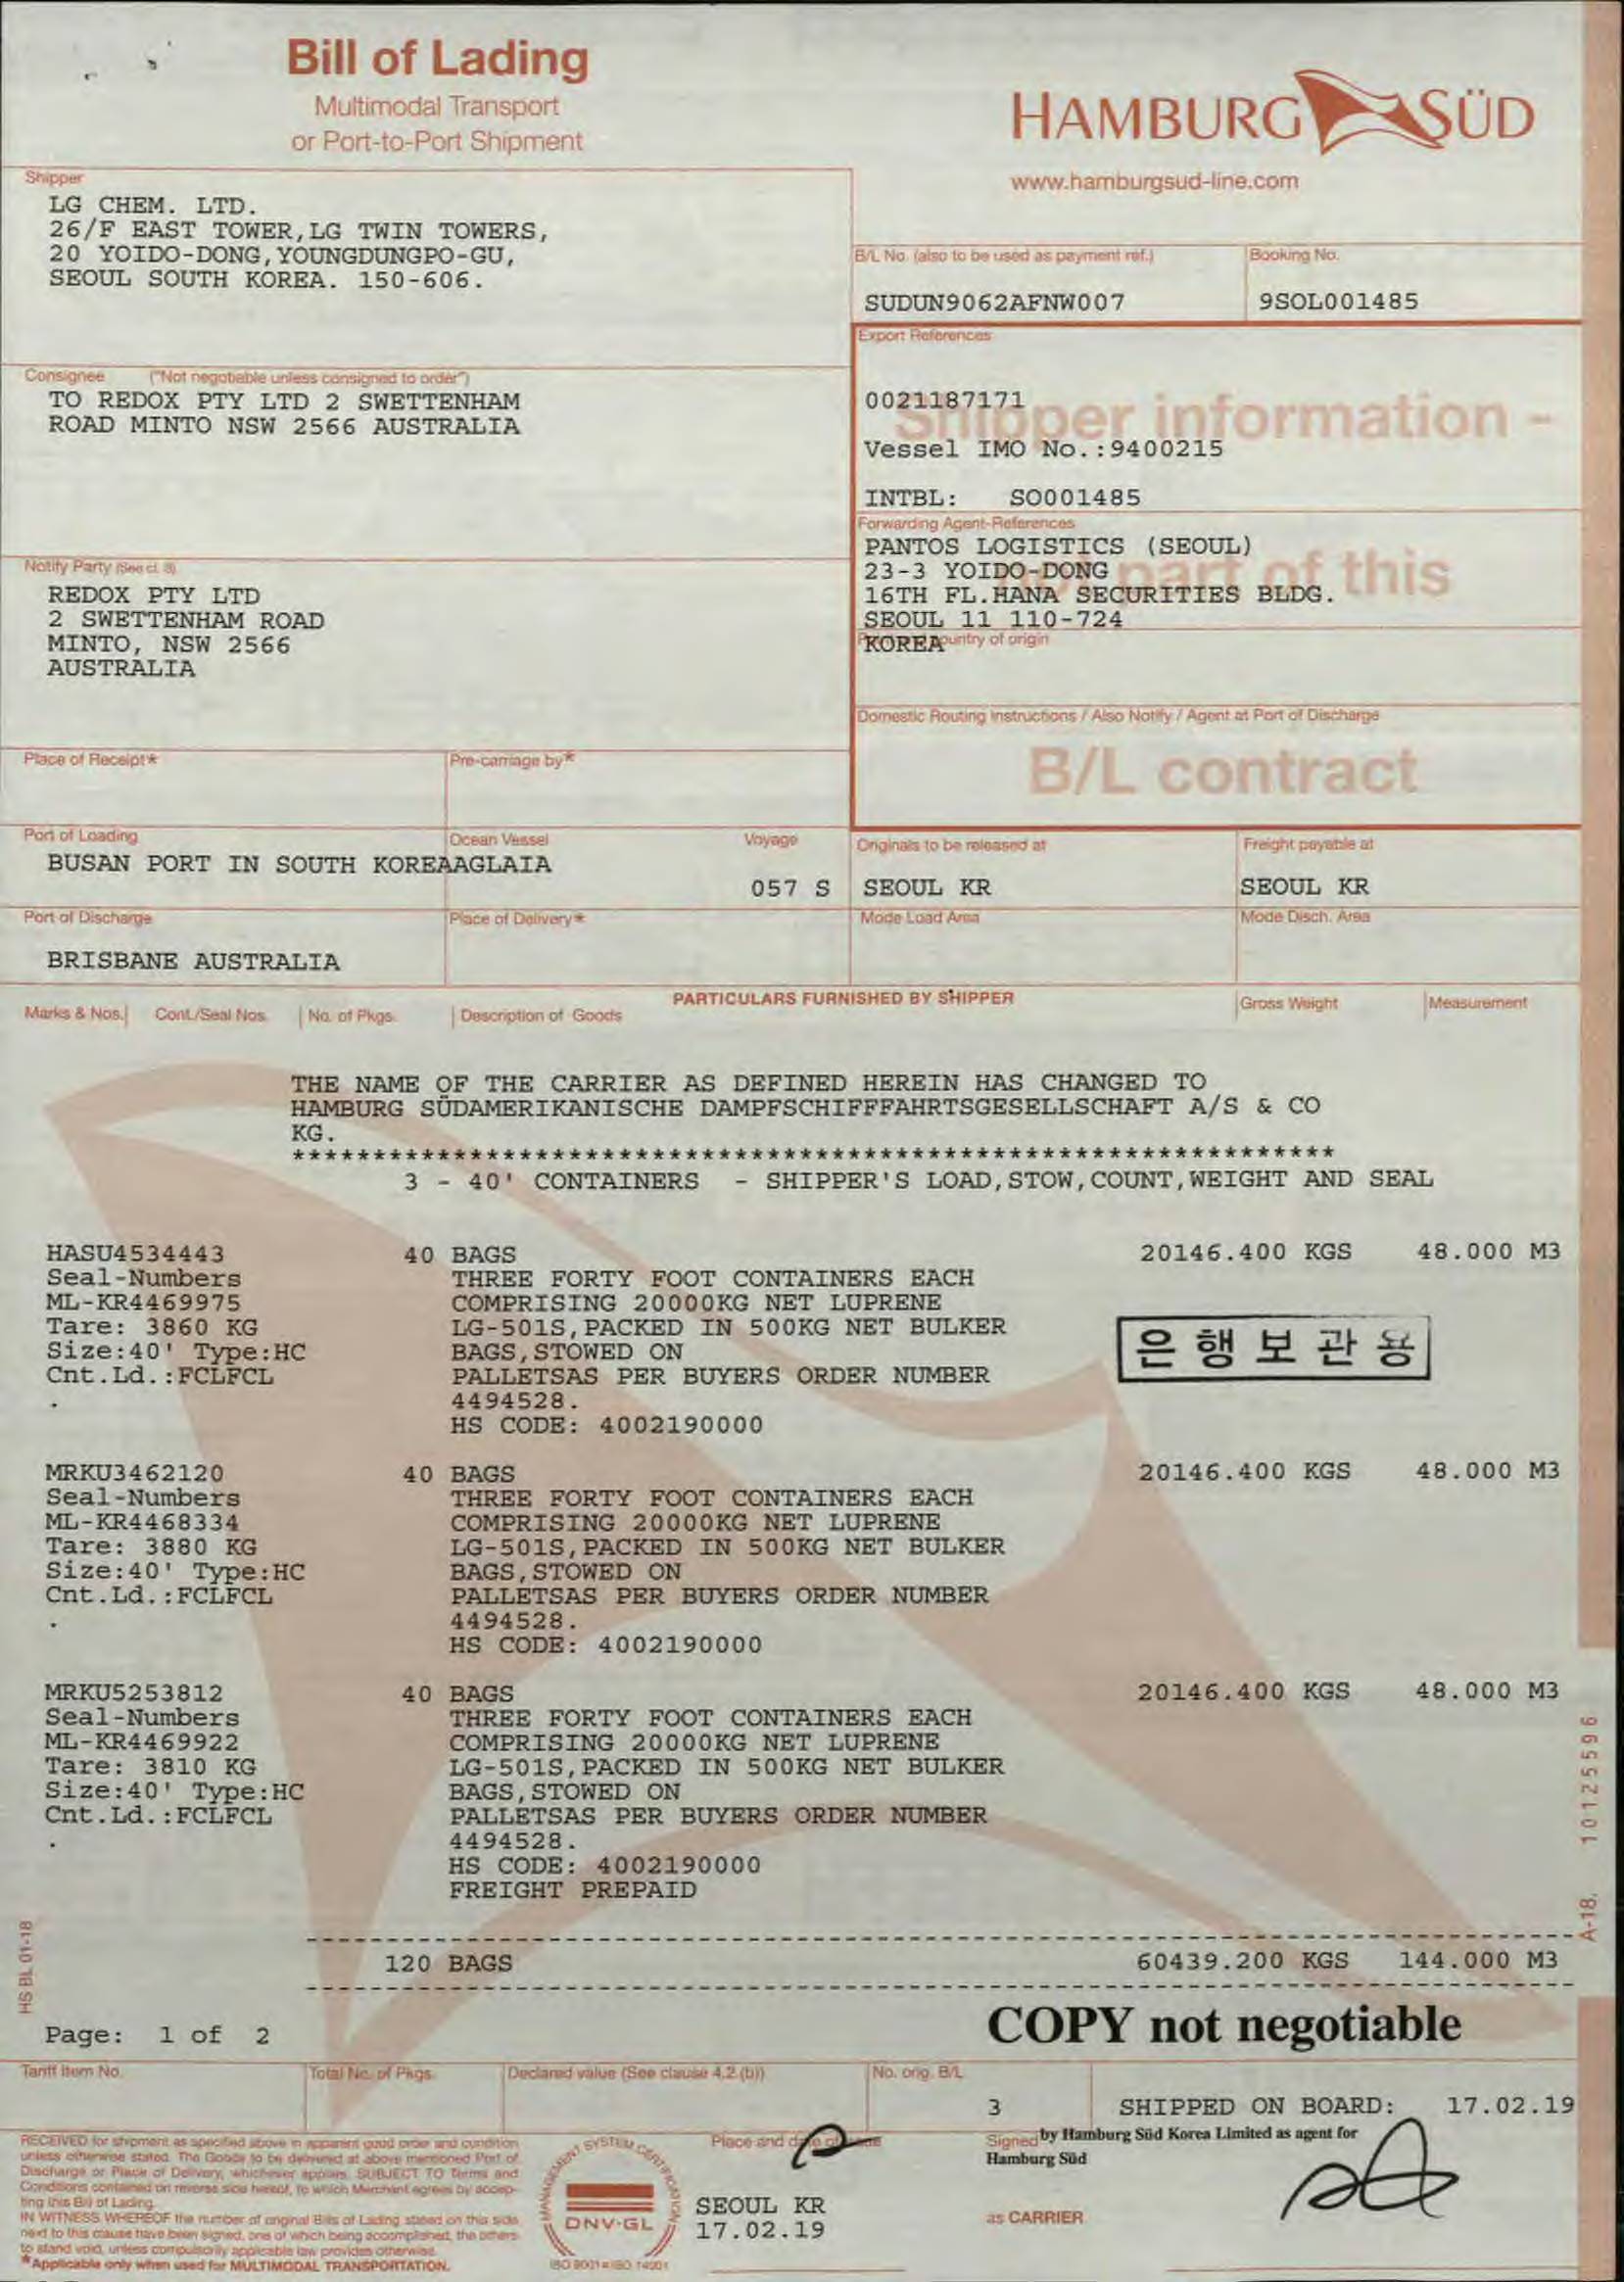 Bill of Lading
Multimodal Transport
or Port-to-Port Shipment
HAMBURG SÜD
www.hamburgsud-line.com
Shipper
LG CHEM. LTD.
26/F EAST TOWER,LG TWIN TOWERS,
20 YOIDO-DONG,YOUNGDUNGPO-GU,
SEOUL SOUTH KOREA. 150-606.
B/L No. (also to be used as payment ref.)
Booking No.
SUDUN9062AFNW007
9SOL001485
Export References
Consignee ("Not negotiable unless consigned to order")
TO REDOX PTY LTD 2 SWETTENHAM
ROAD MINTO NSW 2566 AUSTRALIA
0021187171
Shipper information -
Vessel IMO No.:9400215
INTBL: SO001485
Forwarding Agent-References
PANTOS LOGISTICS (SEOUL)
23-3 YOIDO-DONG
part of this
16TH FL.HANA SECURITIES BLDG.
SEOUL 11 110-724
KOREA
country of origin
Notify Party (See cl. 8)
REDOX PTY LTD
2 SWETTENHAM ROAD
MINTO, NSW 2566
AUSTRALIA
Domestic Routing Instructions / Also Notify / Agent at Port of Discharge
B/L contract
Place of Receipt*
Pre-carriage by*
Port of Loading
Ocean Vessel
Voyage
Originals to be released at
Freight payable at
BUSAN PORT IN SOUTH KOREAAGLAIA
057 S
SEOUL KR
SEOUL KR
Port of Discharge
Place of Delivery*
Mode Load Area
Mode Disch. Area
BRISBANE AUSTRALIA
PARTICULARS FURNISHED BY SHIPPER
Marks & Nos.
Cont./Seal Nos.
No. of Pkgs.
Description of Goods
Gross Weight
Measurement
THE NAME OF THE CARRIER AS DEFINED HEREIN HAS CHANGED TO
HAMBURG SÜDAMERIKANISCHE DAMPFSCHIFFFAHRTSGESELLSCHAFT A/S & CO
KG.
****************************************************************
3 - 40' CONTAINERS - SHIPPER'S LOAD,STOW,COUNT,WEIGHT AND SEAL
HASU4534443 40 BAGS 20146.400 KGS 48.000 M3
Seal-Numbers THREE FORTY FOOT CONTAINERS EACH
ML-KR4469975 COMPRISING 20000KG NET LUPRENE
Tare: 3860 KG LG-501S,PACKED IN 500KG NET BULKER
Size:40' Type:HC BAGS,STOWED ON
은행보관용
Cnt.Ld.:FCLFCL PALLETSAS PER BUYERS ORDER NUMBER
. 4494528.
HS CODE: 4002190000
MRKU3462120 40 BAGS 20146.400 KGS 48.000 M3
Seal-Numbers THREE FORTY FOOT CONTAINERS EACH
ML-KR4468334 COMPRISING 20000KG NET LUPRENE
Tare: 3880 KG LG-501S,PACKED IN 500KG NET BULKER
Size:40' Type:HC BAGS,STOWED ON
Cnt.Ld.:FCLFCL PALLETSAS PER BUYERS ORDER NUMBER
. 4494528.
HS CODE: 4002190000
MRKU5253812 40 BAGS 20146.400 KGS 48.000 M3
Seal-Numbers THREE FORTY FOOT CONTAINERS EACH
ML-KR4469922 COMPRISING 20000KG NET LUPRENE
Tare: 3810 KG LG-501S,PACKED IN 500KG NET BULKER
Size:40' Type:HC BAGS,STOWED ON
Cnt.Ld.:FCLFCL PALLETSAS PER BUYERS ORDER NUMBER
. 4494528.
HS CODE: 4002190000
FREIGHT PREPAID
A-18. 10125596
HS BL 01-18
120 BAGS 60439.200 KGS 144.000 M3
COPY not negotiable
Page: 1 of 2
Tariff Item No.
Total No. of Pkgs.
Declared value (See clause 4.2.(b))
No. orig. B/L
3
SHIPPED ON BOARD: 17.02.19
RECEIVED for shipment as specified above in apparent good order and condition
unless otherwise stated. The Goods to be delivered at above mentioned Port of
Discharge or Place of Delivery, whichever applies. SUBJECT TO Terms and
Conditions contained on reverse side hereof, to which Merchant agrees by accep-
ting this Bill of Lading.
IN WITNESS WHEREOF the number of original Bills of Lading stated on this side
next to this clause have been signed, one of which being accomplished, the others
to stand void, unless compulsorily applicable law provides otherwise.
*Applicable only when used for MULTIMODAL TRANSPORTATION.
MANAGEMENT SYSTEM CERTIFICATION
DNV·GL
ISO 9001 = ISO 14001
Place and date of issue
SEOUL KR
17.02.19
Signed by Hamburg Süd Korea Limited as agent for
Hamburg Süd
as CARRIER